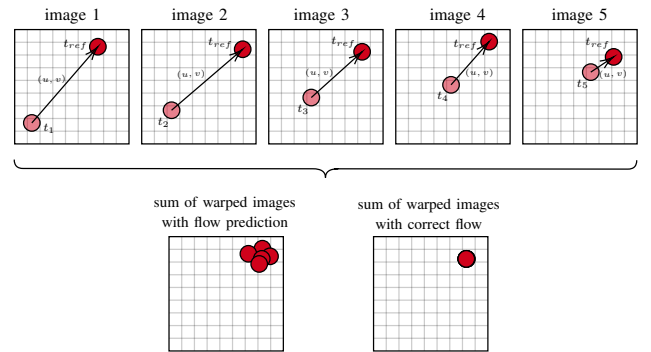 image 1
image 2
image 3
image 4
image 5
t_ref
(u, v)
t_1
t_ref
(u, v)
t_2
t_ref
(u, v)
t_3
t_ref
(u, v)
t_4
t_ref
(u, v)
t_5
sum of warped images
with flow prediction
sum of warped images
with correct flow